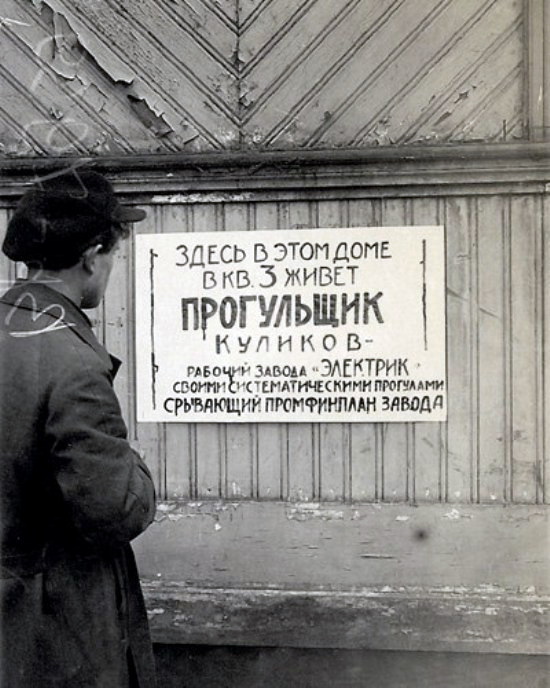 ЗДЕСЬ В ЭТОМ ДОМЕ
В КВ. 3 ЖИВЕТ
ПРОГУЛЬЩИК
КУЛИКОВ-
РАБОЧИЙ ЗАВОДА "ЭЛЕКТРИК"
СВОИМИ СИСТЕМАТИЧЕСКИМИ ПРОГУЛАМИ
СРЫВАЮЩИЙ ПРОМФИНПЛАН ЗАВОДА